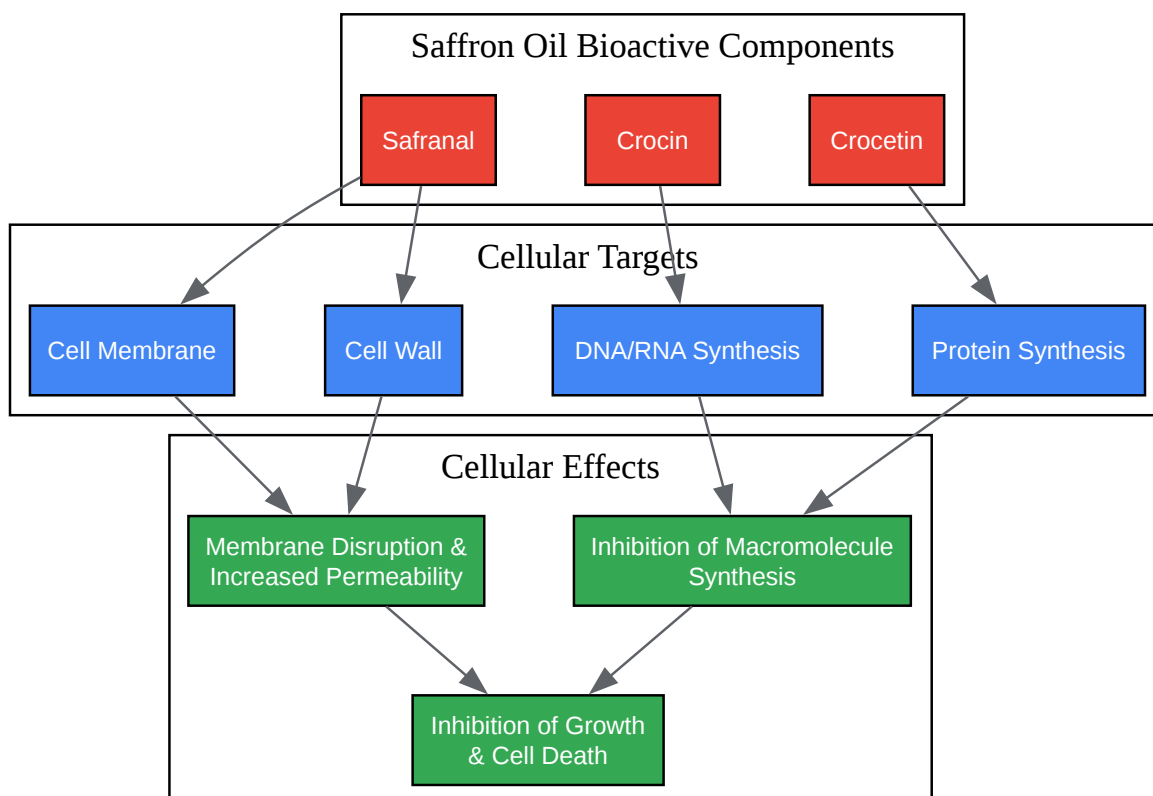 Saffron Oil Bioactive Components
Safranal
Crocin
Crocetin
Cellular Targets
Cell Membrane
Cell Wall
DNA/RNA Synthesis
Protein Synthesis
Cellular Effects
Membrane Disruption &
Increased Permeability
Inhibition of Macromolecule
Synthesis
Inhibition of Growth
& Cell Death